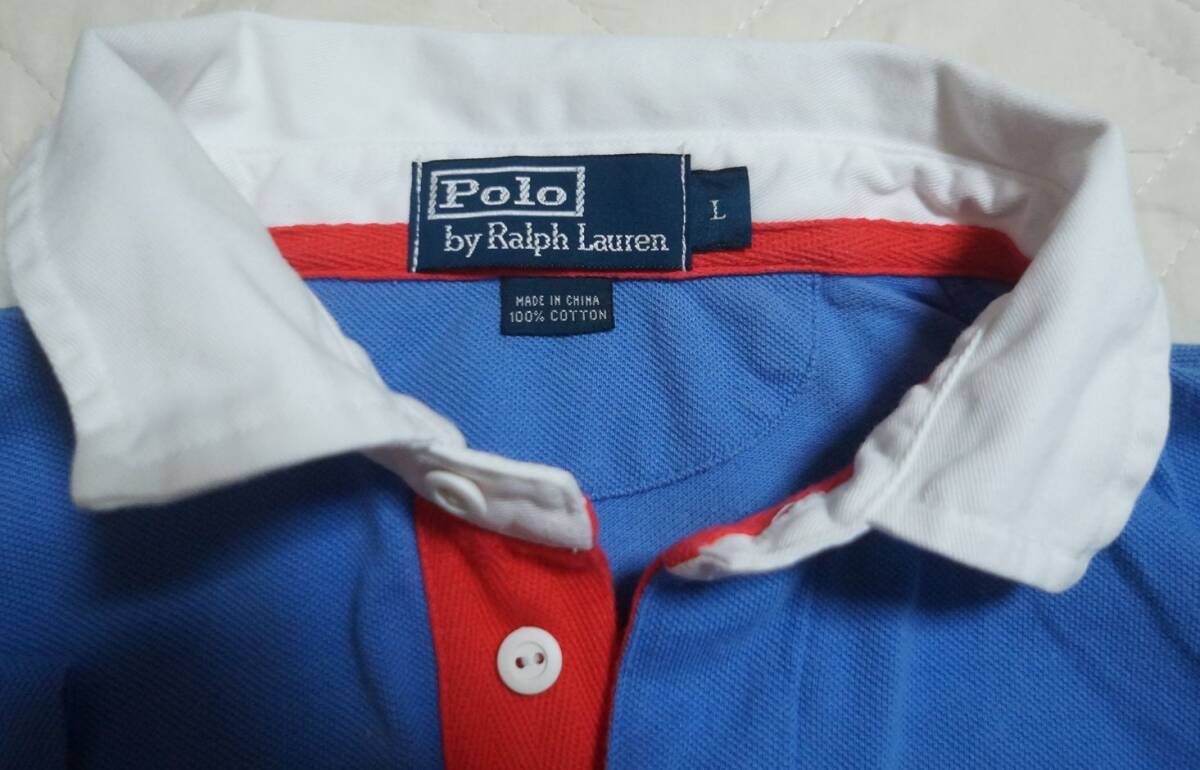 Polo
by Ralph Lauren
L
MADE IN CHINA
100% COTTON